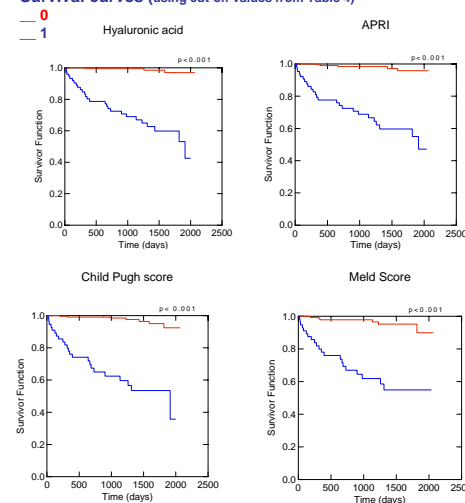 Survival curves (using cut-off values from Table 4)
__ 0
__ 1
Hyaluronic acid
APRI
p<0.001
p<0.001
1.0
0.8
0.6
0.4
0.2
0.0
Survivor Function
0 500 1000 1500 2000 2500
Time (days)
1.0
0.8
0.6
0.4
0.2
0.0
Survivor Function
0 500 1000 1500 2000 2500
Time (days)
Child Pugh score
Meld Score
p< 0.001
p<0.001
1.0
0.8
0.6
0.4
0.2
0.0
Survivor Function
0 500 1000 1500 2000 250
Time (days)
1.0
0.8
0.6
0.4
0.2
0.0
Survivor Function
0 500 1000 1500 2000 250
Time (days)